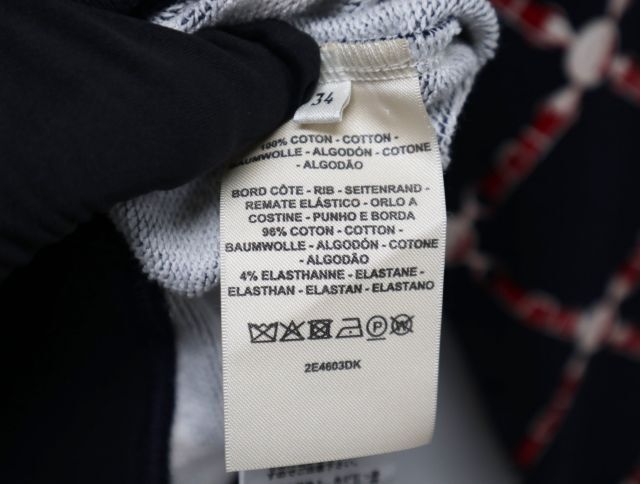 34
100% COTON - COTTON -
BAUMWOLLE - ALGODÓN - COTONE
- ALGODÃO
BORD CÔTE - RIB - SEITENRAND -
REMATE ELÁSTICO - ORLO A
COSTINE - PUNHO E BORDA
96% COTON - COTTON -
BAUMWOLLE - ALGODÓN - COTONE
- ALGODÃO
4% ELASTHANNE - ELASTANE -
ELASTHAN - ELASTAN - ELASTANO
P W
2E4603DK